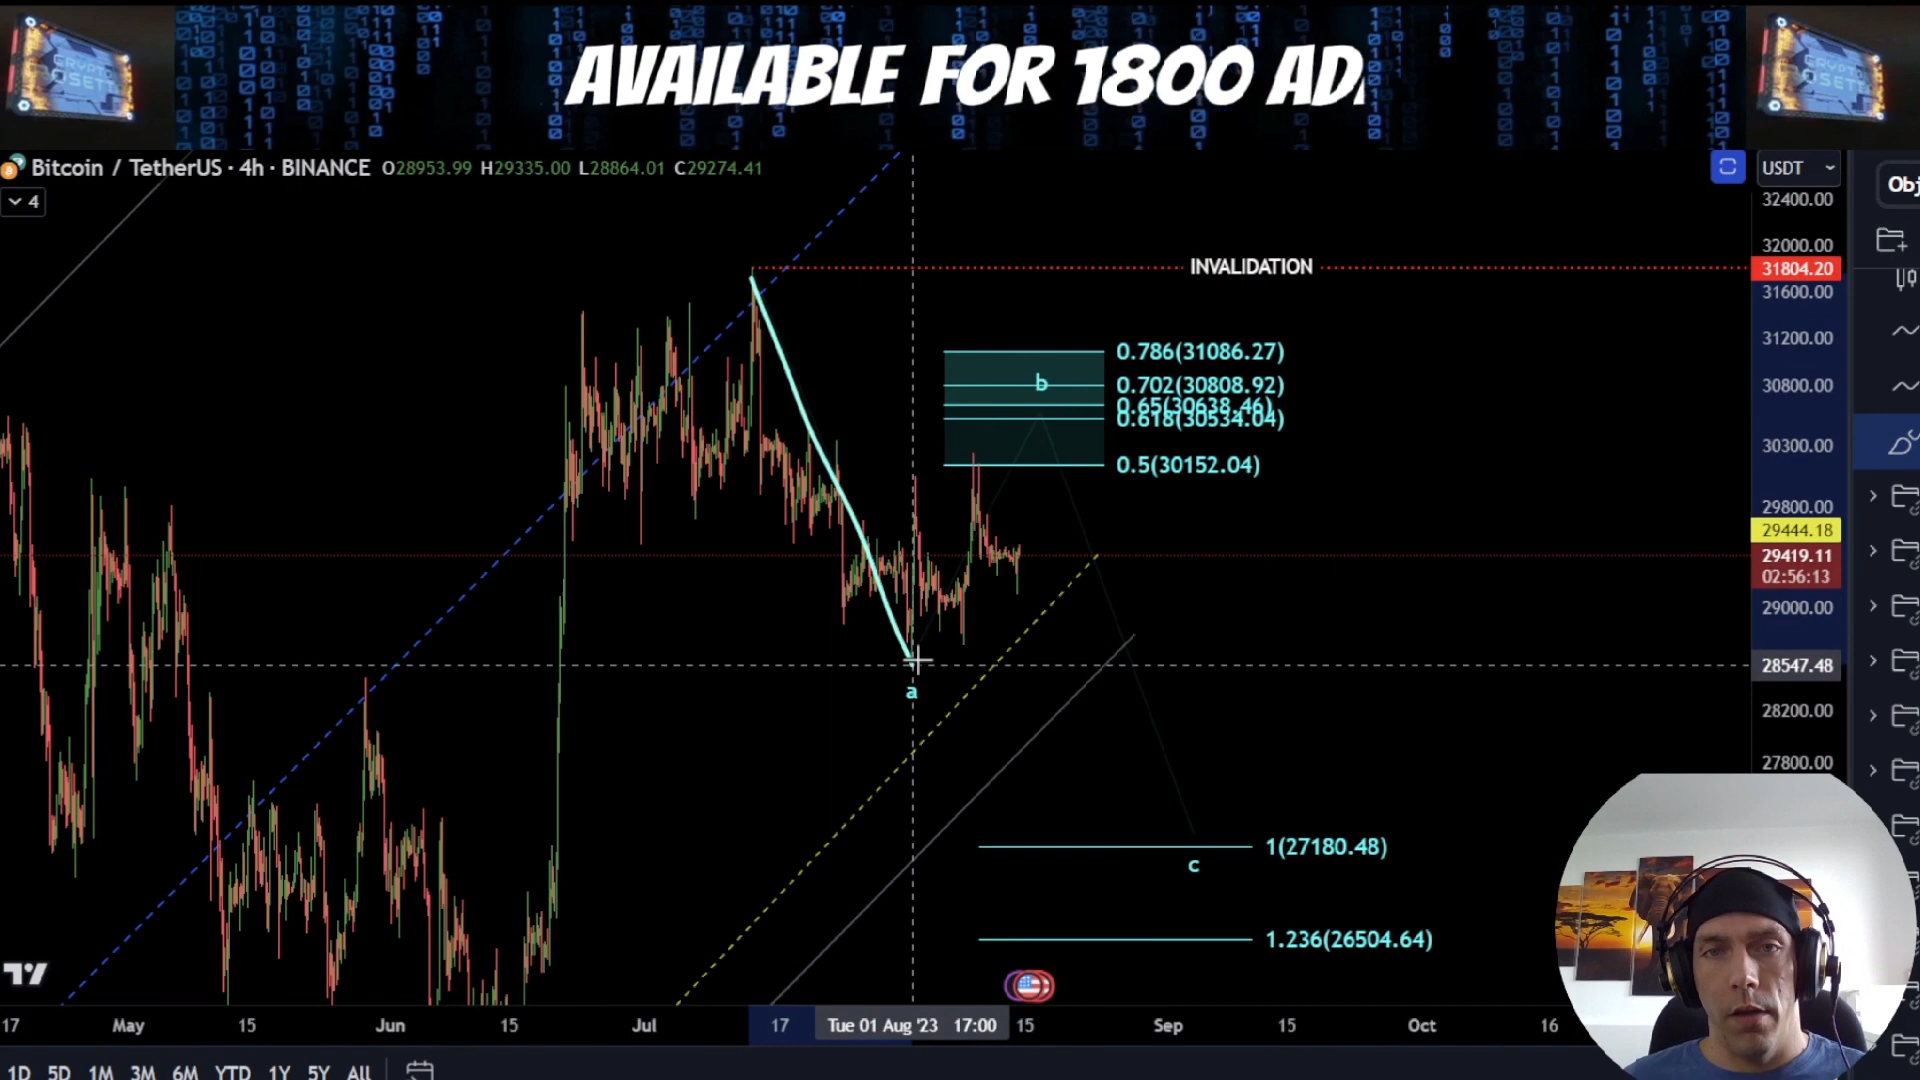 AVAILABLE FOR 1800 AD
CRYPTO
Bitcoin / TetherUS · 4h · BINANCE O28953.99 H29335.00 L28864.01 C29274.41
USDT
Obj
4
32400.00
32000.00
INVALIDATION
31804.20
31600.00
31200.00
0.786(31086.27)
b
0.702(30808.92)
30800.00
0.65(30638.46)
0.618(30534.04)
30300.00
0.5(30152.04)
29800.00
29444.18
29419.11
02:56:13
29000.00
28547.48
a
28200.00
27800.00
1(27180.48)
c
1.236(26504.64)
17 May 15 Jun 15 Jul 17 Tue 01 Aug '23 17:00 15 Sep 15 Oct 16
1D 5D 1M 3M 6M YTD 1Y 5Y All